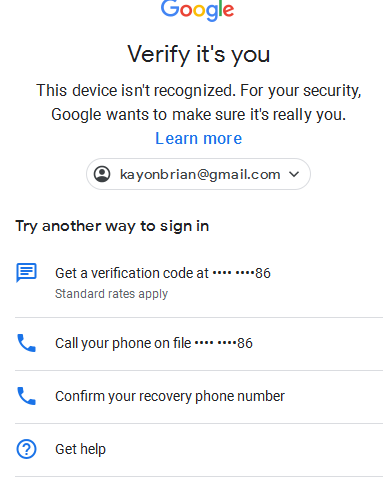 Google
Verify it's you
This device isn't recognized. For your security,
Google wants to make sure it's really you.
Learn more
kayonbrian@gmail.com
Try another way to sign in
Get a verification code at •••• ••••86
Standard rates apply
Call your phone on file •••• ••••86
Confirm your recovery phone number
Get help